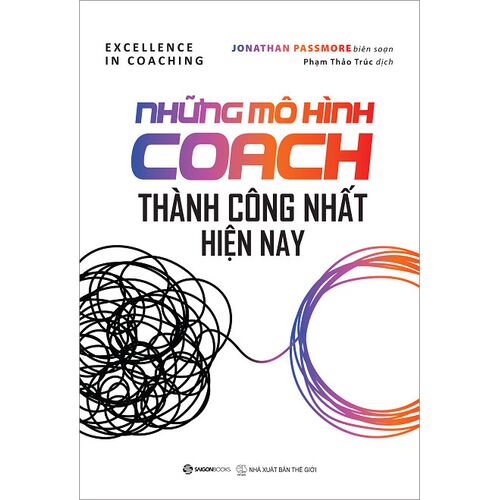 EXCELLENCE
IN COACHING
JONATHAN PASSMORE biên soạn
Phạm Thảo Trúc dịch
NHỮNG MÔ HÌNH
COACH
THÀNH CÔNG NHẤT
HIỆN NAY
SAIGONBOOKS
NHÀ XUẤT BẢN THẾ GIỚI